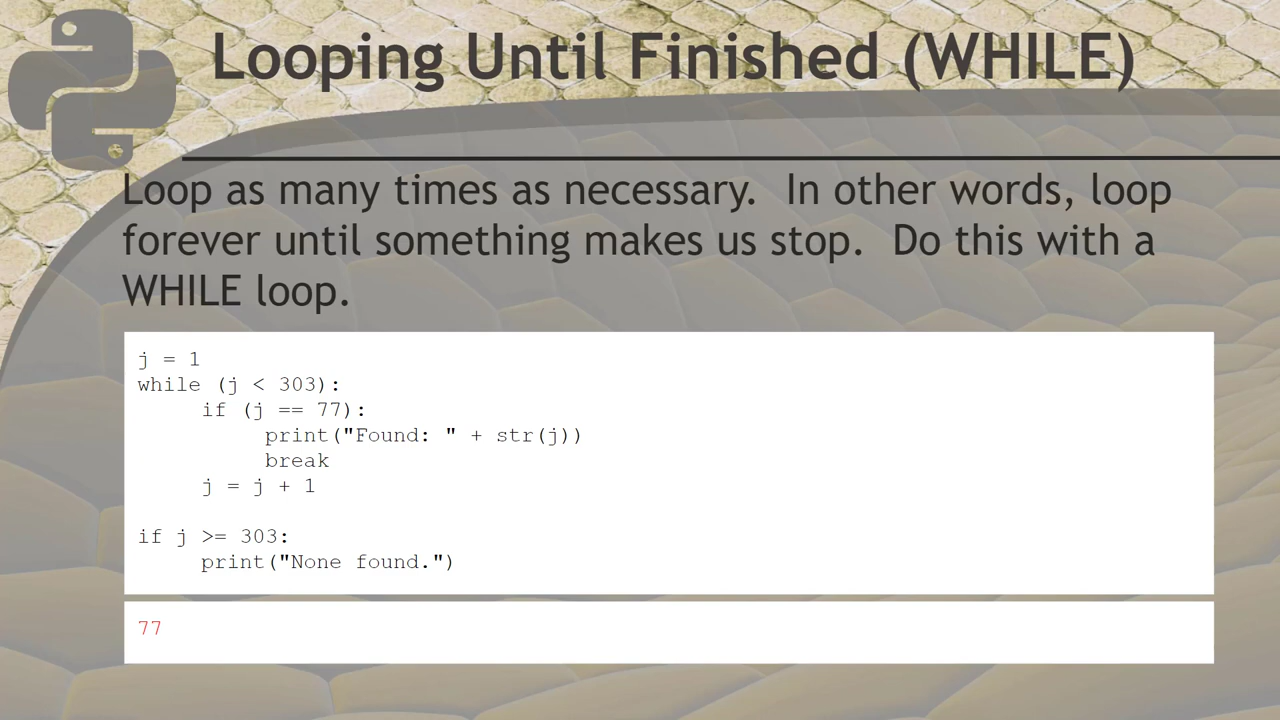 Looping Until Finished (WHILE)
Loop as many times as necessary.  In other words, loop
forever until something makes us stop.  Do this with a
WHILE loop.
j = 1
while (j < 303):
     if (j == 77):
          print("Found: " + str(j))
          break
     j = j + 1

if j >= 303:
     print("None found.")
77